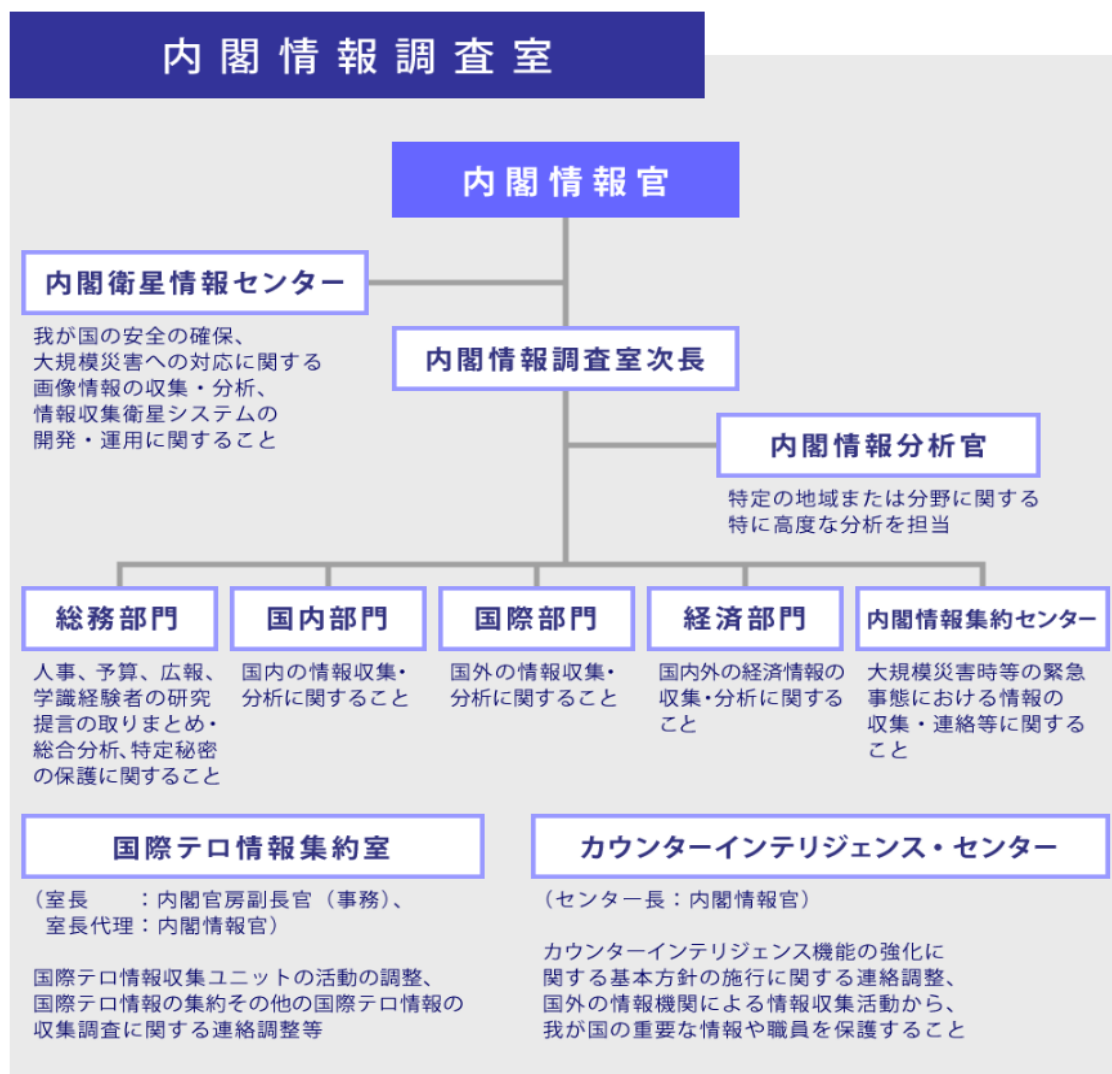 内閣情報調査室
内閣情報官
内閣衛星情報センター
我が国の安全の確保、
大規模災害への対応に関する
画像情報の収集・分析、
情報収集衛星システムの
開発・運用に関すること
内閣情報調査室次長
内閣情報分析官
特定の地域または分野に関する
特に高度な分析を担当
総務部門
人事、予算、広報、
学識経験者の研究
提言の取りまとめ・
総合分析、特定秘密
の保護に関すること
国内部門
国内の情報収集・
分析に関すること
国際部門
国外の情報収集・
分析に関すること
経済部門
国内外の経済情報の
収集・分析に関する
こと
内閣情報集約センター
大規模災害時等の緊急
事態における情報の
収集・連絡等に関する
こと
国際テロ情報集約室
（室長　　：内閣官房副長官（事務）、
室長代理：内閣情報官）
国際テロ情報収集ユニットの活動の調整、
国際テロ情報の集約その他の国際テロ情報の
収集調査に関する連絡調整等
カウンターインテリジェンス・センター
（センター長：内閣情報官）
カウンターインテリジェンス機能の強化に
関する基本方針の施行に関する連絡調整、
国外の情報機関による情報収集活動から、
我が国の重要な情報や職員を保護すること